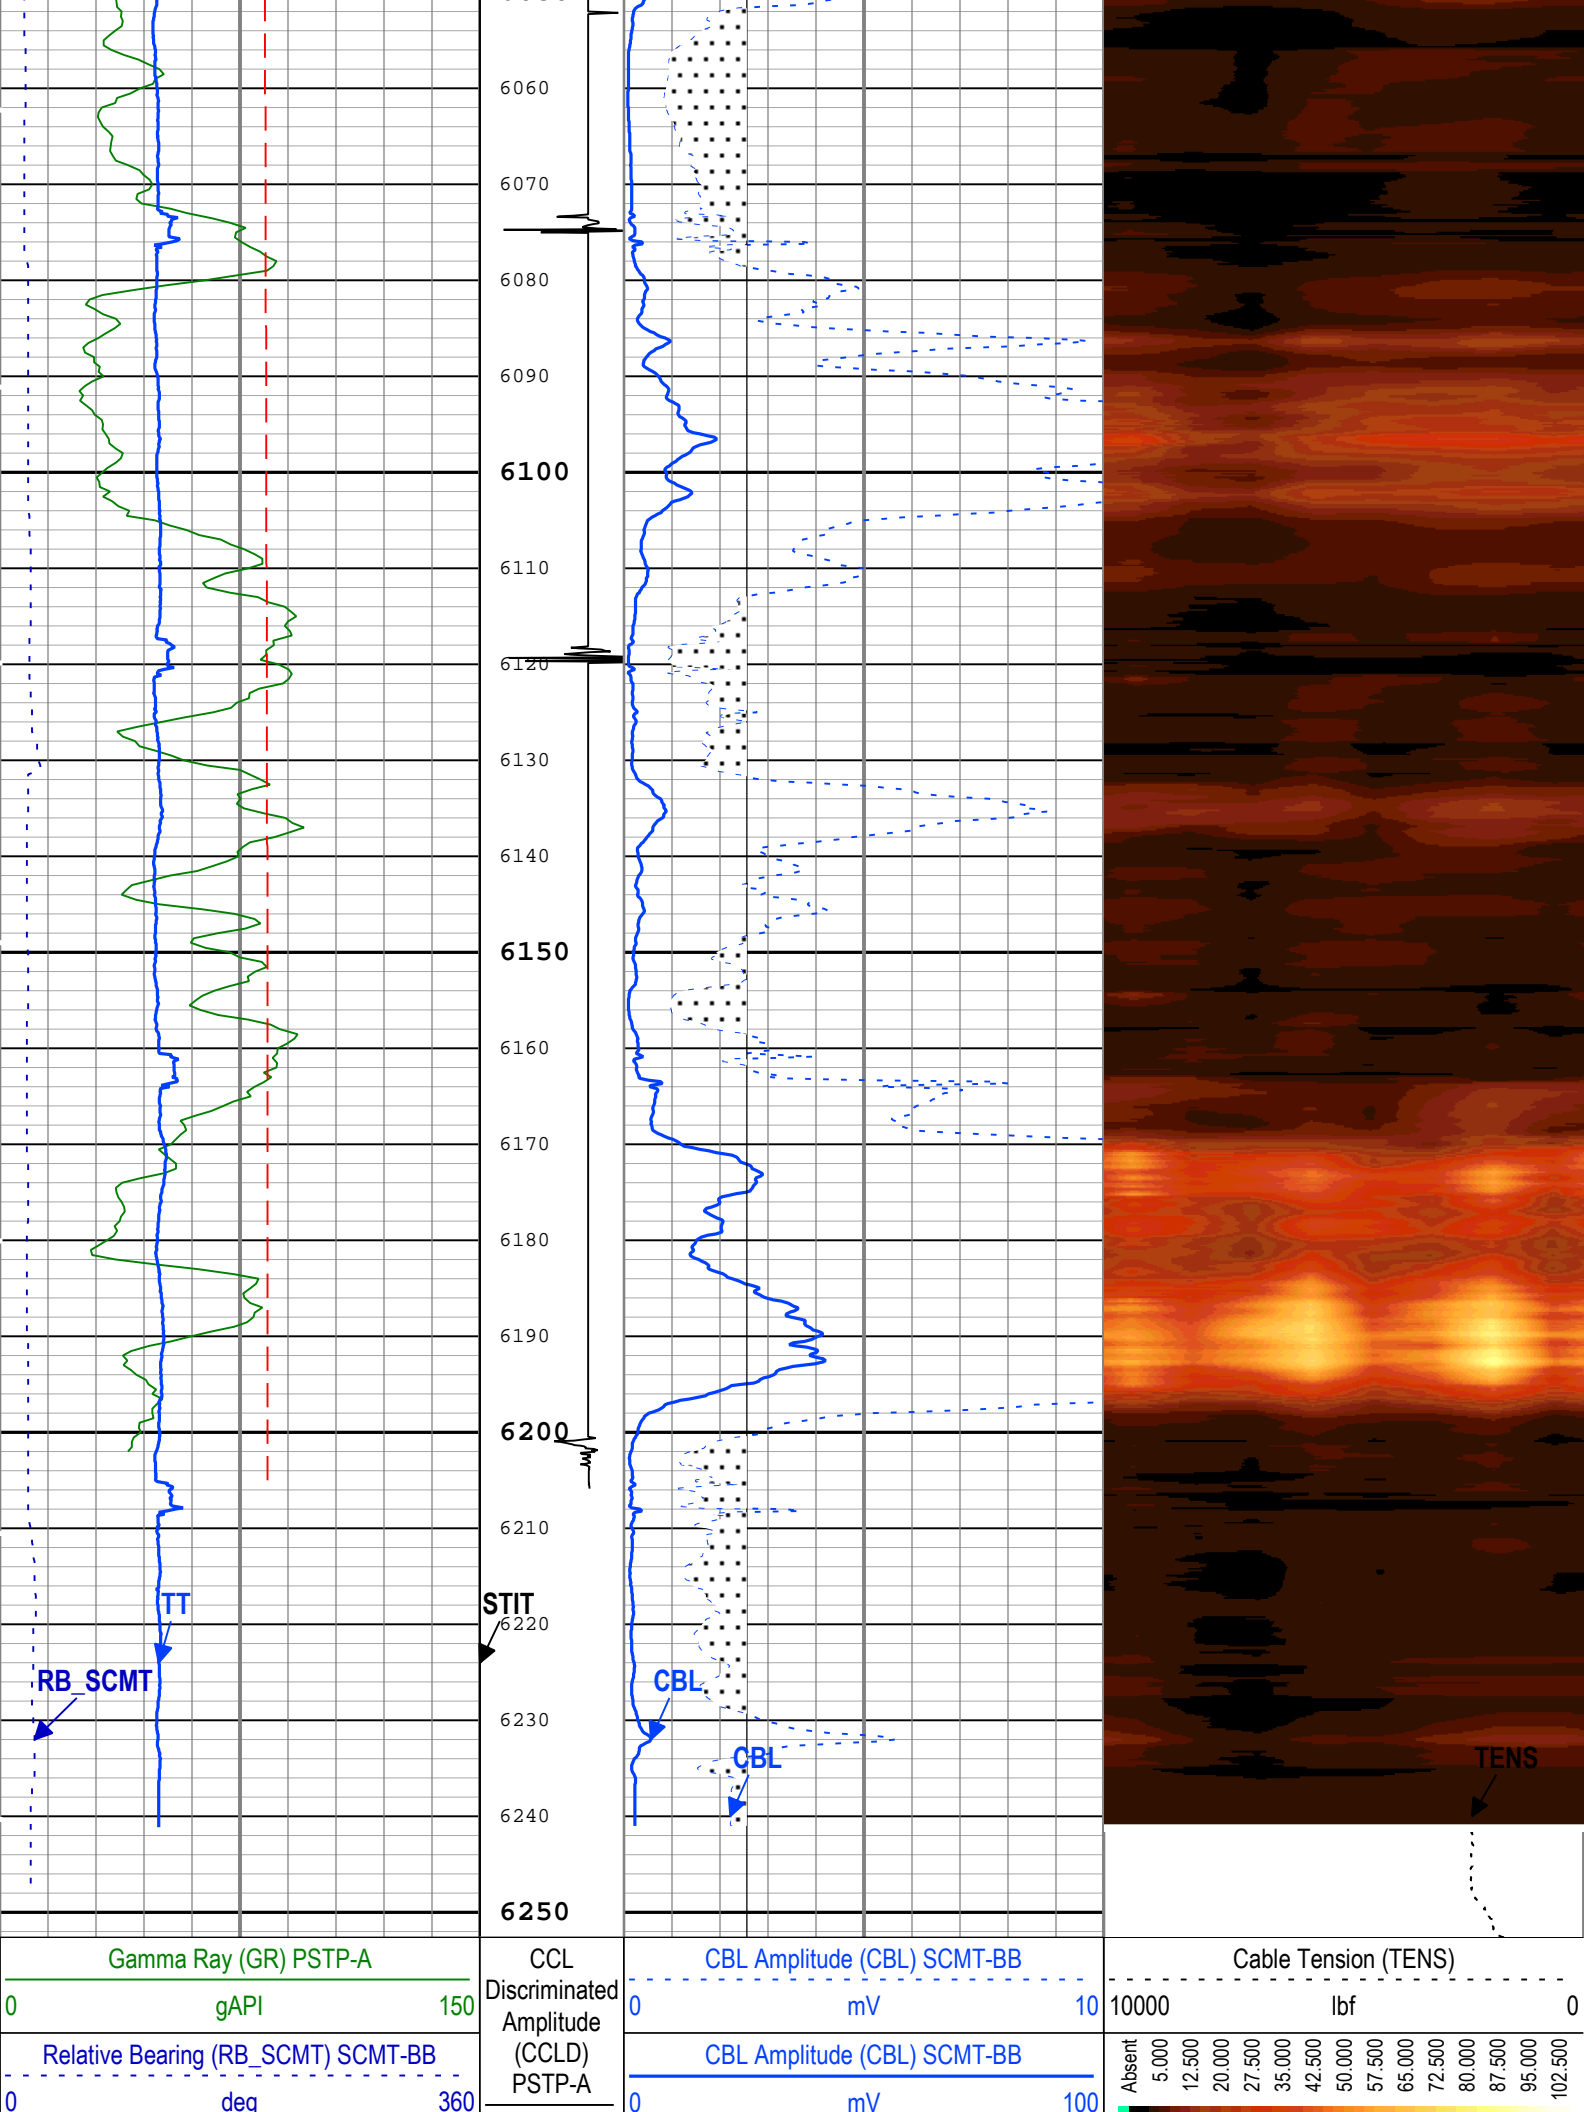 6060
6070
6080
6090
6100
6110
6120
6130
6140
6150
6160
6170
6180
6190
6200
6210
TT
STIT
6220
RB_SCMT
CBL
6230
CBL
TENS
6240
6250
Gamma Ray (GR) PSTP-A
0 gAPI 150
Relative Bearing (RB_SCMT) SCMT-BB
0 deg 360
CCL
Discriminated
Amplitude
(CCLD)
PSTP-A
CBL Amplitude (CBL) SCMT-BB
0 mV 10
CBL Amplitude (CBL) SCMT-BB
0 mV 100
Cable Tension (TENS)
10000 lbf 0
Absent
5.000
12.500
20.000
27.500
35.000
42.500
50.000
57.500
65.000
72.500
80.000
87.500
95.000
102.500